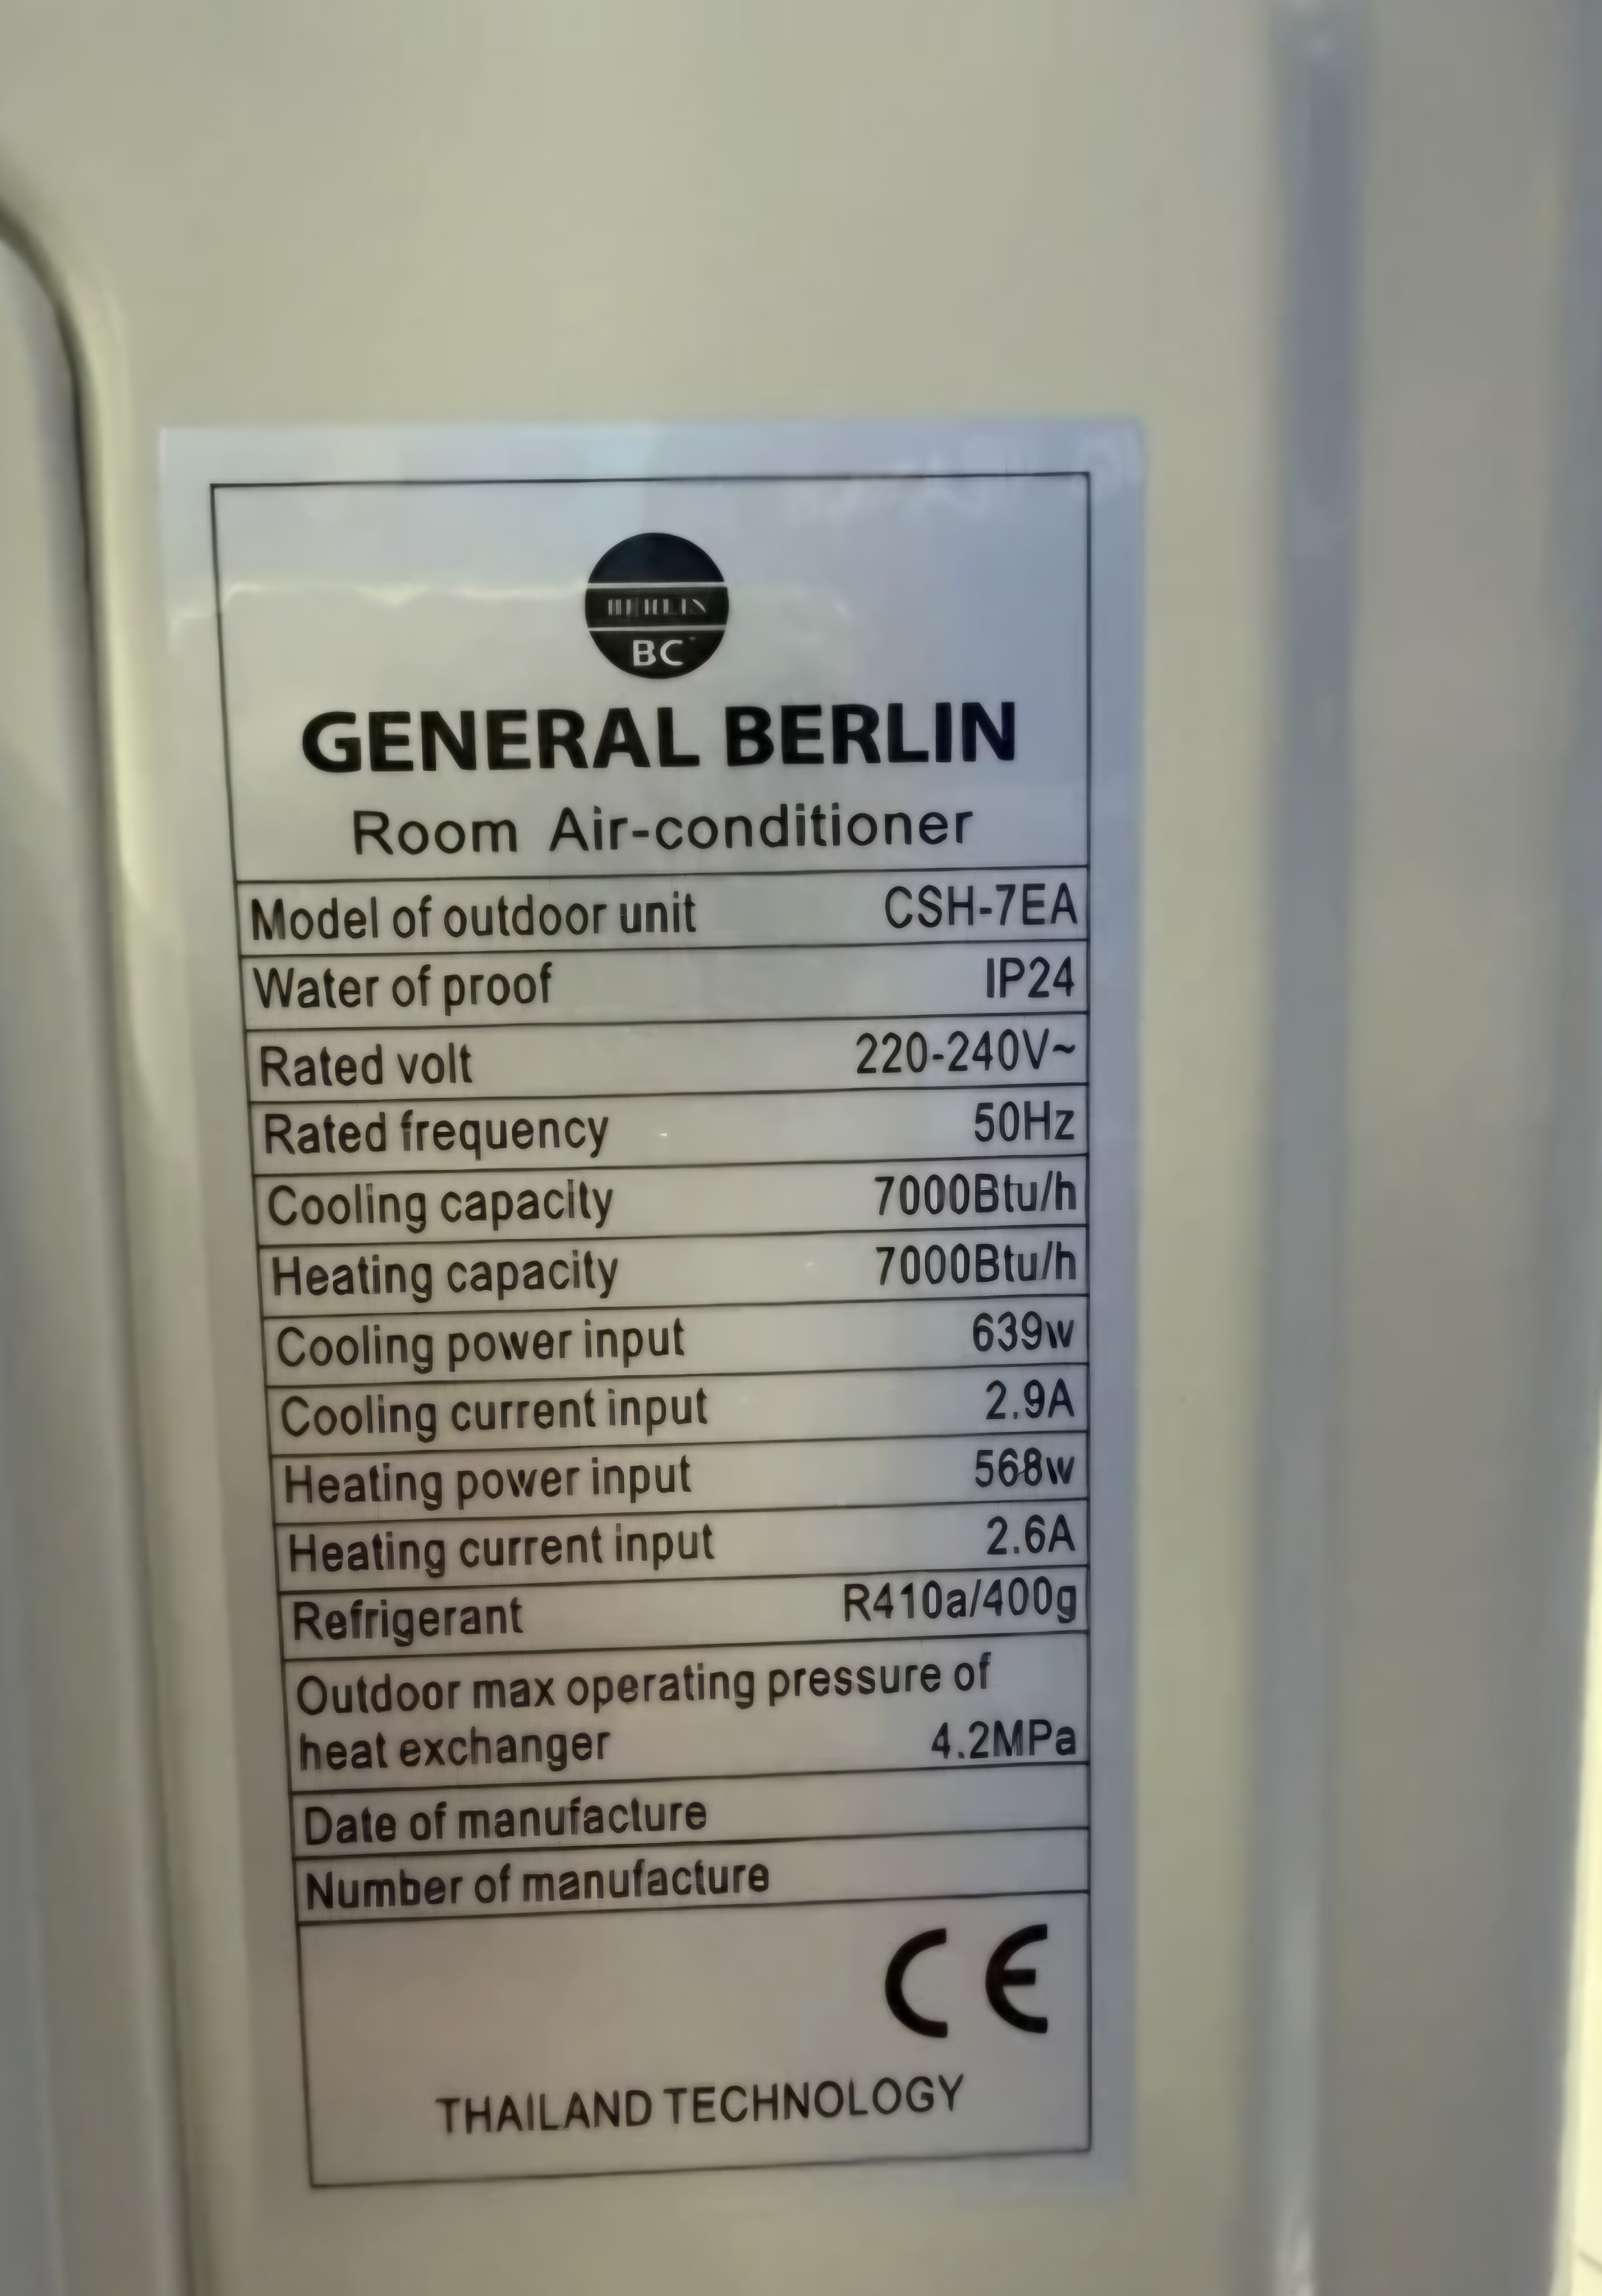 BERLIN
BC
GENERAL BERLIN
Room Air-conditioner
Model of outdoor unit CSH-7EA
Water of proof IP24
Rated volt 220-240V~
Rated frequency 50Hz
Cooling capacity 7000Btu/h
Heating capacity 7000Btu/h
Cooling power input 639w
Cooling current input 2.9A
Heating power input 568w
Heating current input 2.6A
Refrigerant R410a/400g
Outdoor max operating pressure of
heat exchanger 4.2MPa
Date of manufacture
Number of manufacture
CE
THAILAND TECHNOLOGY